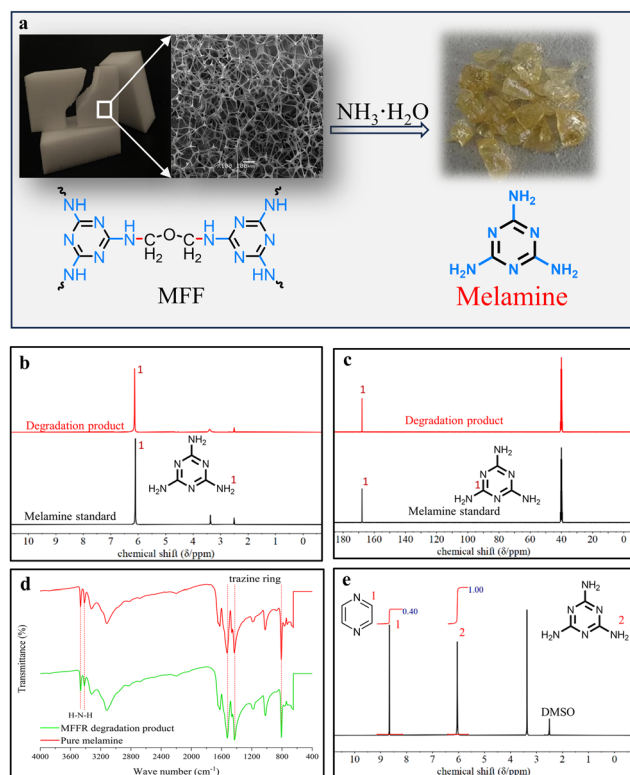 a
×100 100μm
NH3·H2O
NH
NH
NH2
N N
N N
H H
N NH N O C C HN N N
H2 H2
N N
NH
NH
H2N N NH2
MFF
Melamine
b
1
Degradation product
1
NH2
N N
1
H2N N NH2
Melamine standard
10 9 8 7 6 5 4 3 2 1 0
chemical shift (δ/ppm)
c
1
Degradation product
NH2
1
1 N N
H2N N NH2
Melamine standard
180 160 140 120 100 80 60 40 20 0
chemical shift (δ/ppm)
d
trazine ring
Transmittance (%)
H-N-H
MFFR degradation product
Pure melamine
4000 3600 3200 2800 2400 2000 1600 1200 800 400
Wave number (cm-1)
e
N
1
N
1
0.40
1.00
2
NH2
N N
2
H2N N NH2
DMSO
10 8 6 4 2 0
chemical shift (δ/ppm)